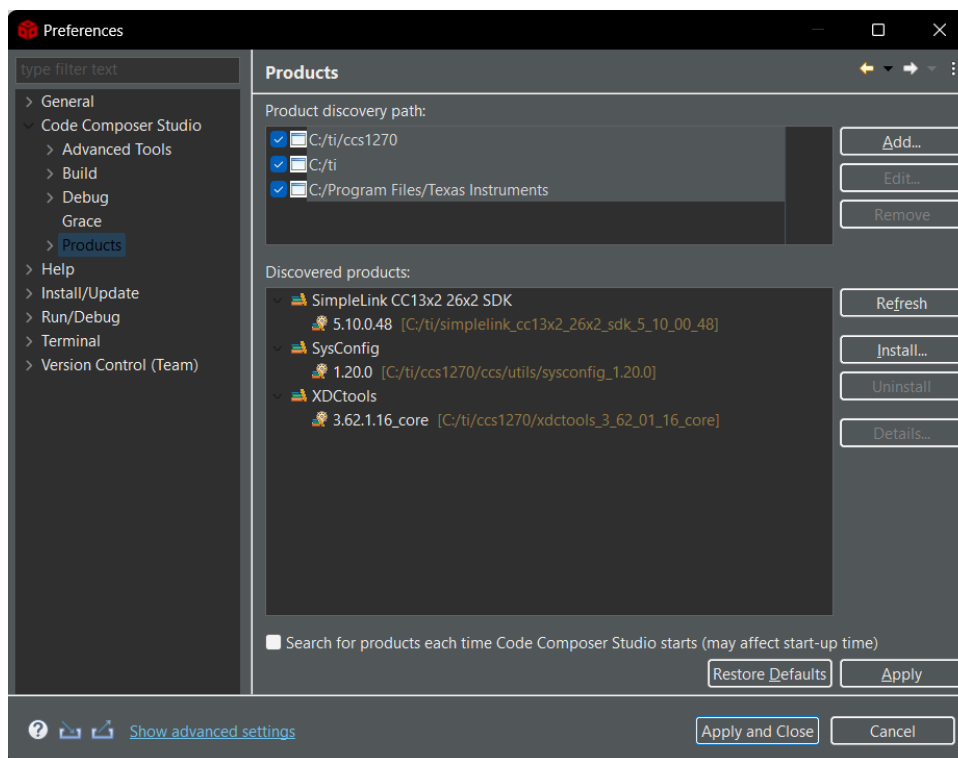 Preferences
type filter text
General
Code Composer Studio
Advanced Tools
Build
Debug
Grace
Products
Help
Install/Update
Run/Debug
Terminal
Version Control (Team)
Products
Product discovery path:
C:/ti/ccs1270
C:/ti
C:/Program Files/Texas Instruments
Add...
Edit...
Remove
Discovered products:
SimpleLink CC13x2 26x2 SDK
5.10.0.48 [C:/ti/simplelink_cc13x2_26x2_sdk_5_10_00_48]
SysConfig
1.20.0 [C:/ti/ccs1270/ccs/utils/sysconfig_1.20.0]
XDCtools
3.62.1.16_core [C:/ti/ccs1270/xdctools_3_62_01_16_core]
Refresh
Install...
Uninstall
Details...
Search for products each time Code Composer Studio starts (may affect start-up time)
Restore Defaults
Apply
Show advanced settings
Apply and Close
Cancel